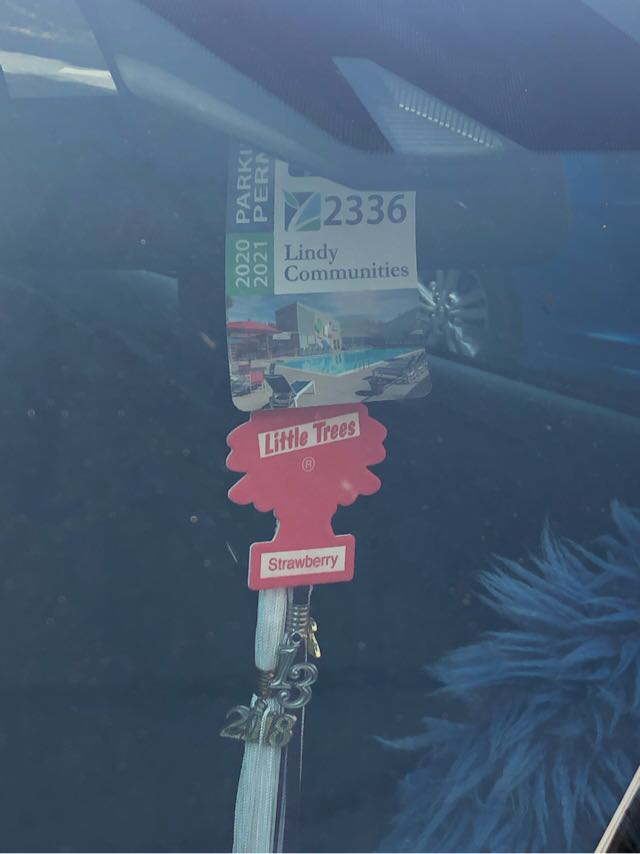 PARKI
PERM
2020
2021
2336
Lindy
Communities
Little Trees
®
Strawberry
13
2018